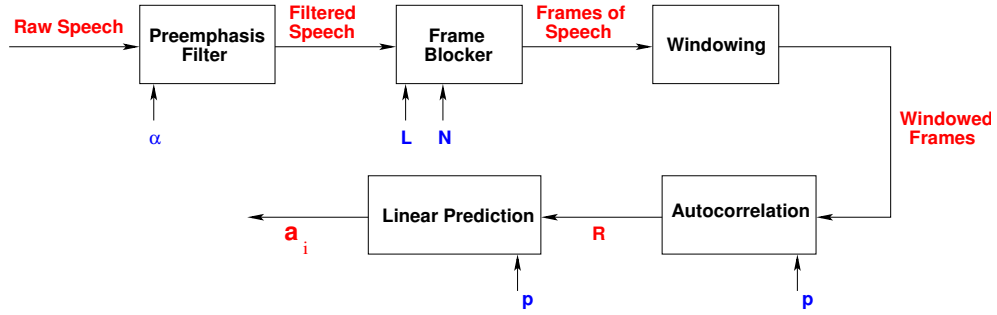 Raw Speech
Preemphasis
Filter
α
Filtered
Speech
Frame
Blocker
L
N
Frames of
Speech
Windowing
Windowed
Frames
Autocorrelation
p
R
Linear Prediction
p
a i